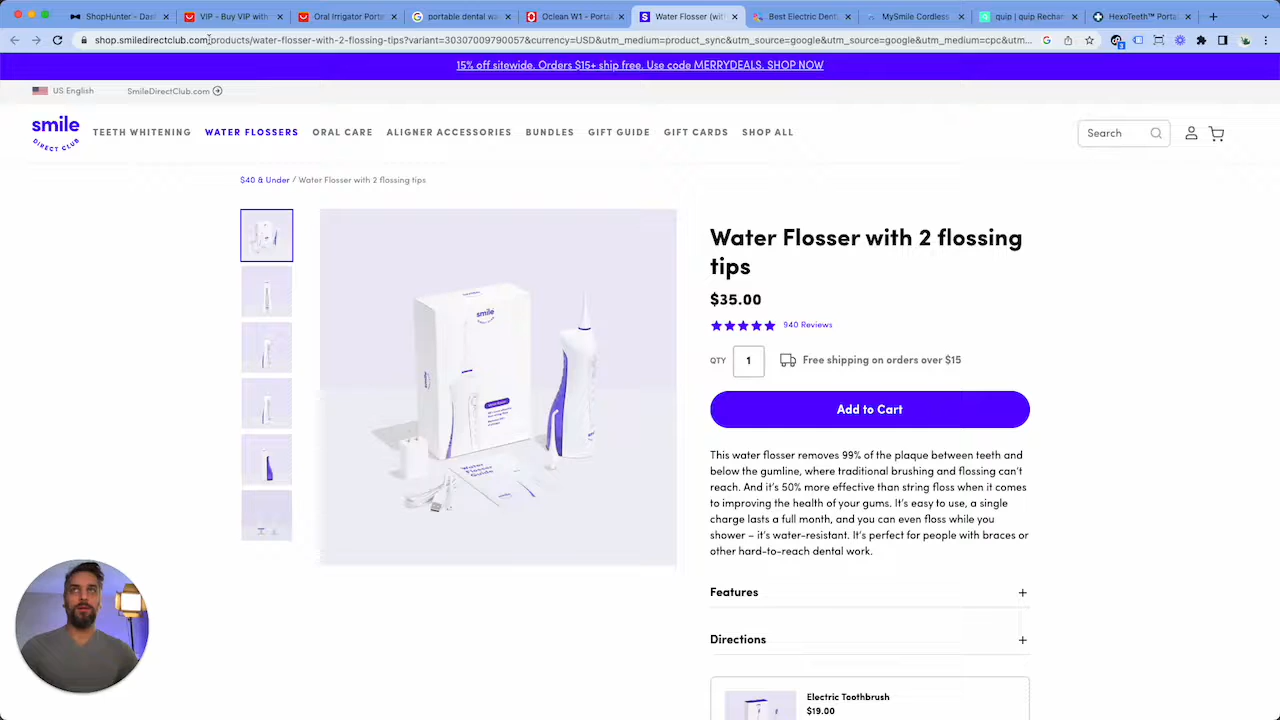 ShopHunter - Das
VIP - Buy VIP with
Oral Irrigator Porta
portable dental wa
Oclean W1 - Portal
Water Flosser (wit
Best Electric Dent
MySmile Cordless
quip | quip Rechar
HexoTeeth™ Porta
shop.smiledirectclub.com/products/water-flosser-with-2-flossing-tips?variant=30307009790057&currency=USD&utm_medium=product_sync&utm_source=google&utm_source=google&utm_medium=cpc&utm...
15% off sitewide. Orders $15+ ship free. Use code MERRYDEALS. SHOP NOW
US English
SmileDirectClub.com
smile
DIRECT CLUB
TEETH WHITENING
WATER FLOSSERS
ORAL CARE
ALIGNER ACCESSORIES
BUNDLES
GIFT GUIDE
GIFT CARDS
SHOP ALL
Search
$40 & Under / Water Flosser with 2 flossing tips
smile
Water Flosser with 2 flossing
tips
$35.00
940 Reviews
QTY
1
Free shipping on orders over $15
Add to Cart
This water flosser removes 99% of the plaque between teeth and
below the gumline, where traditional brushing and flossing can't
reach. And it's 50% more effective than string floss when it comes
to improving the health of your gums. It's easy to use, a single
charge lasts a full month, and you can even floss while you
shower – it's water-resistant. It's perfect for people with braces or
other hard-to-reach dental work.
Features
+
Directions
+
Electric Toothbrush
$19.00